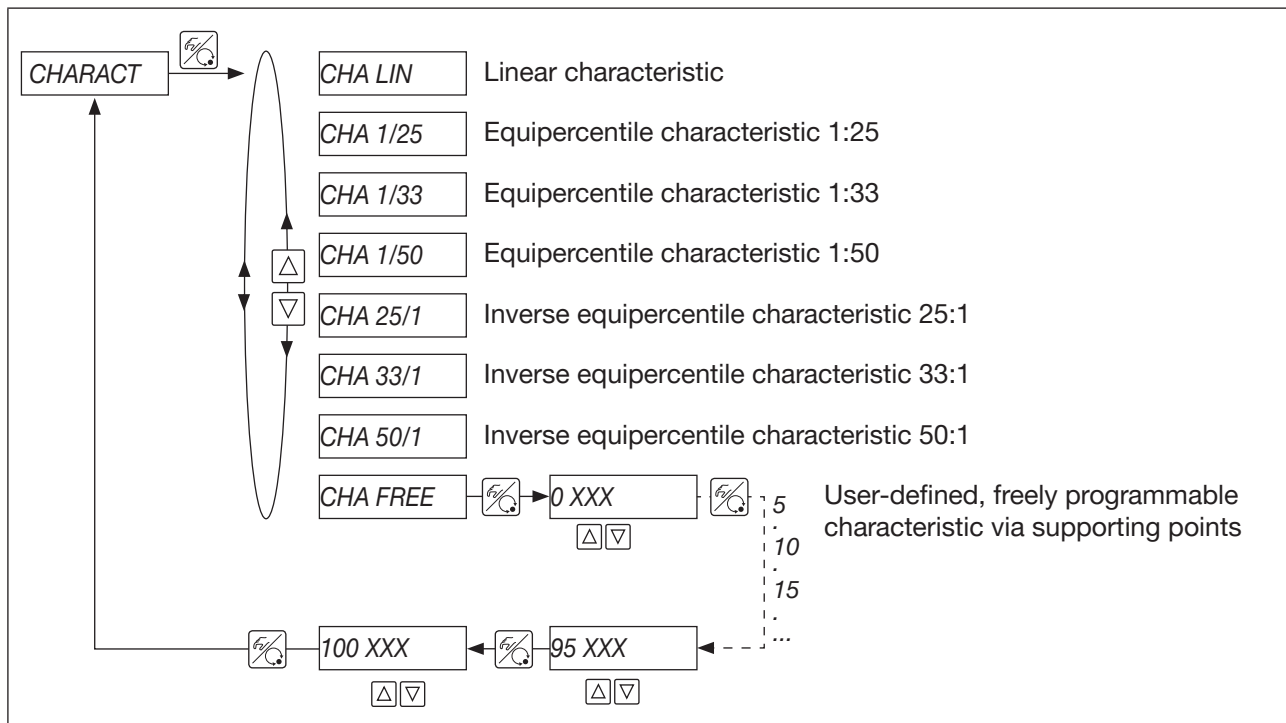 CHARACT
CHA LIN Linear characteristic
CHA 1/25 Equipercentile characteristic 1:25
CHA 1/33 Equipercentile characteristic 1:33
CHA 1/50 Equipercentile characteristic 1:50
CHA 25/1 Inverse equipercentile characteristic 25:1
CHA 33/1 Inverse equipercentile characteristic 33:1
CHA 50/1 Inverse equipercentile characteristic 50:1
CHA FREE 0 XXX
5
.
10
.
15
.
...
User-defined, freely programmable
characteristic via supporting points
100 XXX 95 XXX